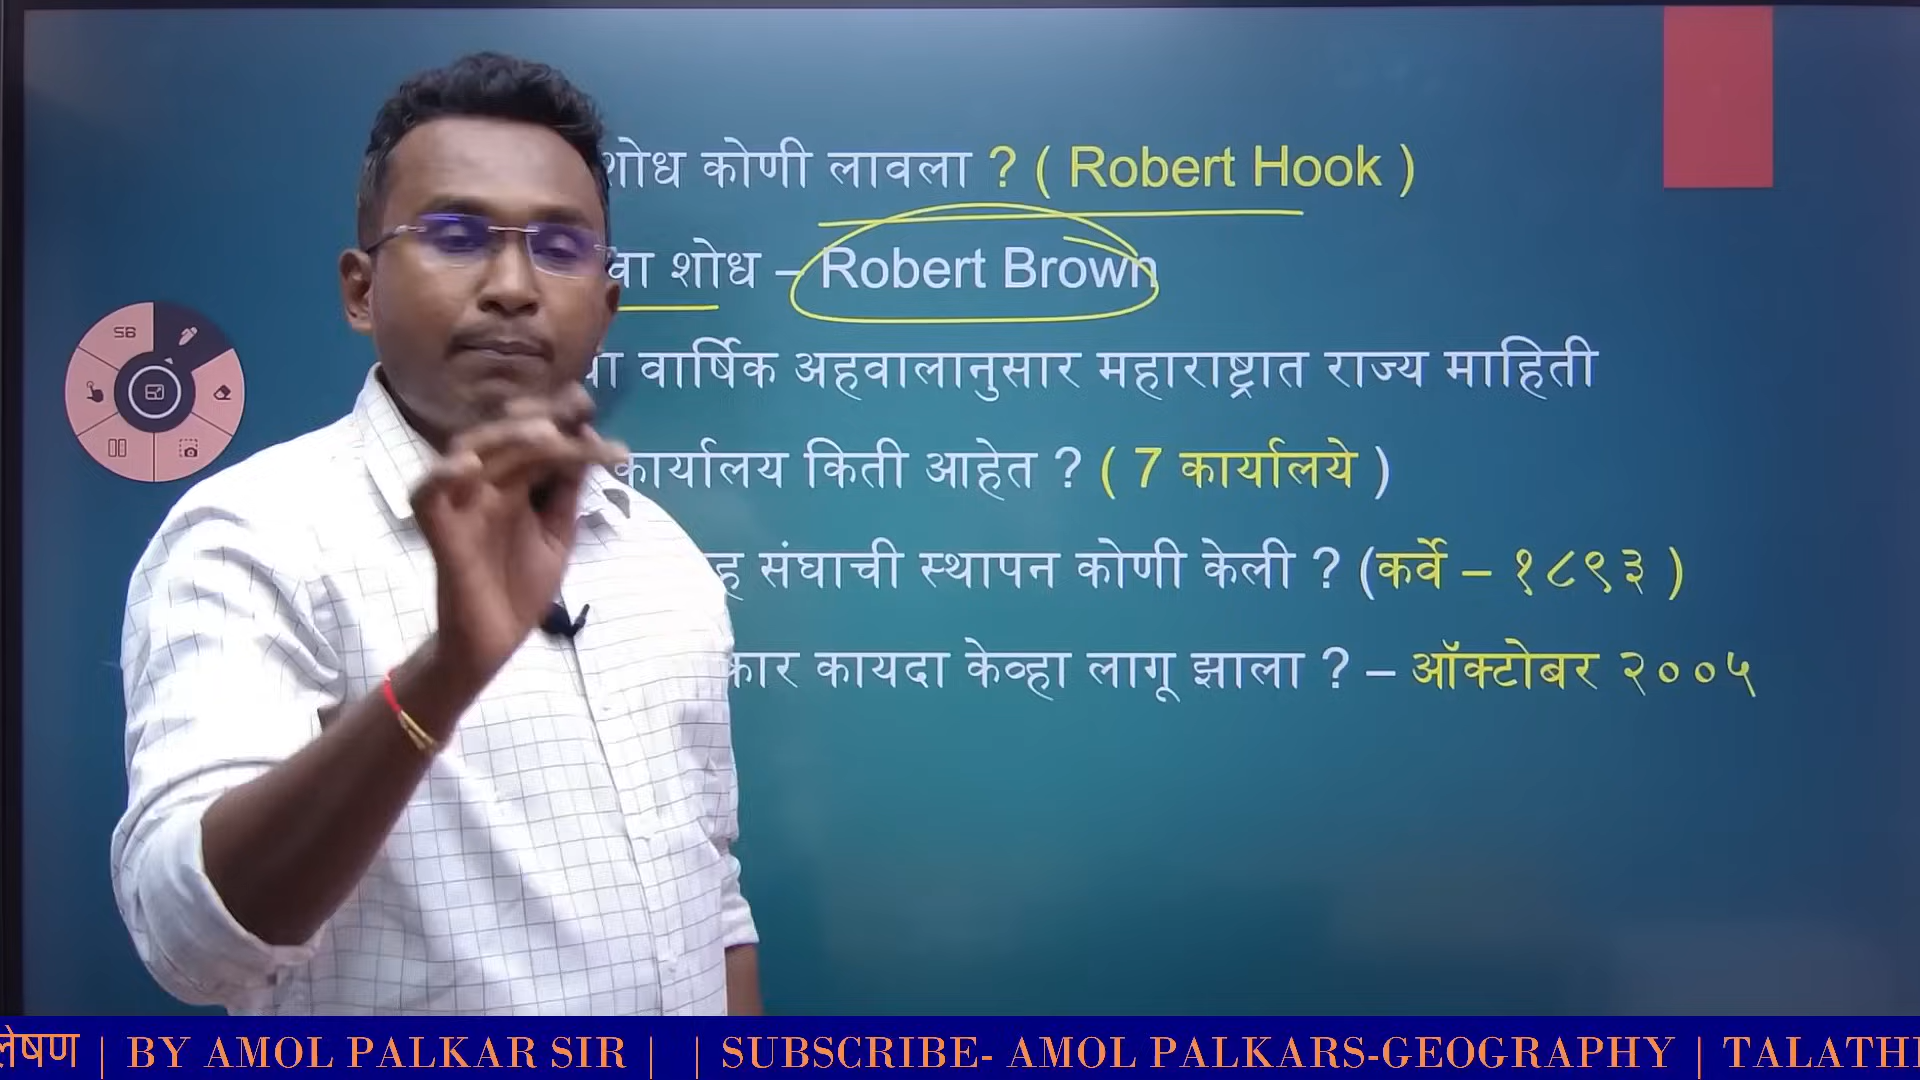 शोध कोणी लावला ? ( Robert Hook )
शोध – Robert Brown
वार्षिक अहवालानुसार महाराष्ट्रात राज्य माहिती
कार्यालय किती आहेत ? ( 7 कार्यालये )
संघाची स्थापन कोणी केली ? (कर्वे – १८९३ )
कायदा केव्हा लागू झाला ? – ऑक्टोबर २००५
SB
| BY AMOL PALKAR SIR | | SUBSCRIBE- AMOL PALKARS-GEOGRAPHY | TALATHI